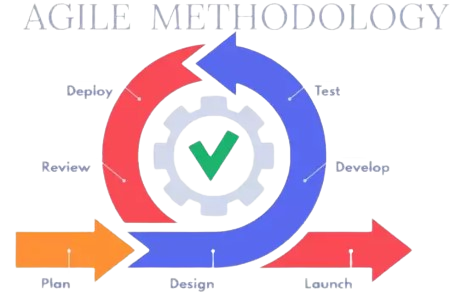 AGILE METHODOLOGY
Deploy
Test
Review
Develop
Plan
Design
Launch